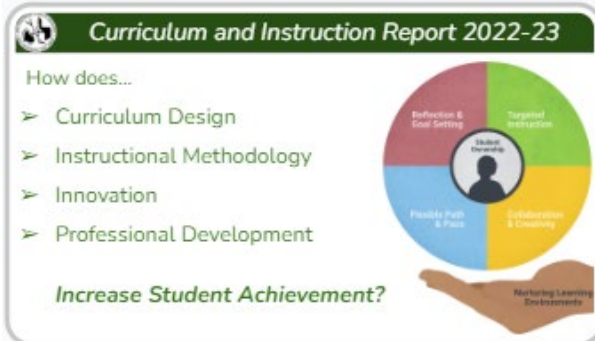 Curriculum and Instruction Report 2022-23
How does...
➢ Curriculum Design
➢ Instructional Methodology
➢ Innovation
➢ Professional Development
Increase Student Achievement?
Reflection &
Goal Setting
Targeted
Instruction
Student
Ownership
Flexible Path
& Pace
Collaboration
& Creativity
Nurturing Learning
Environments